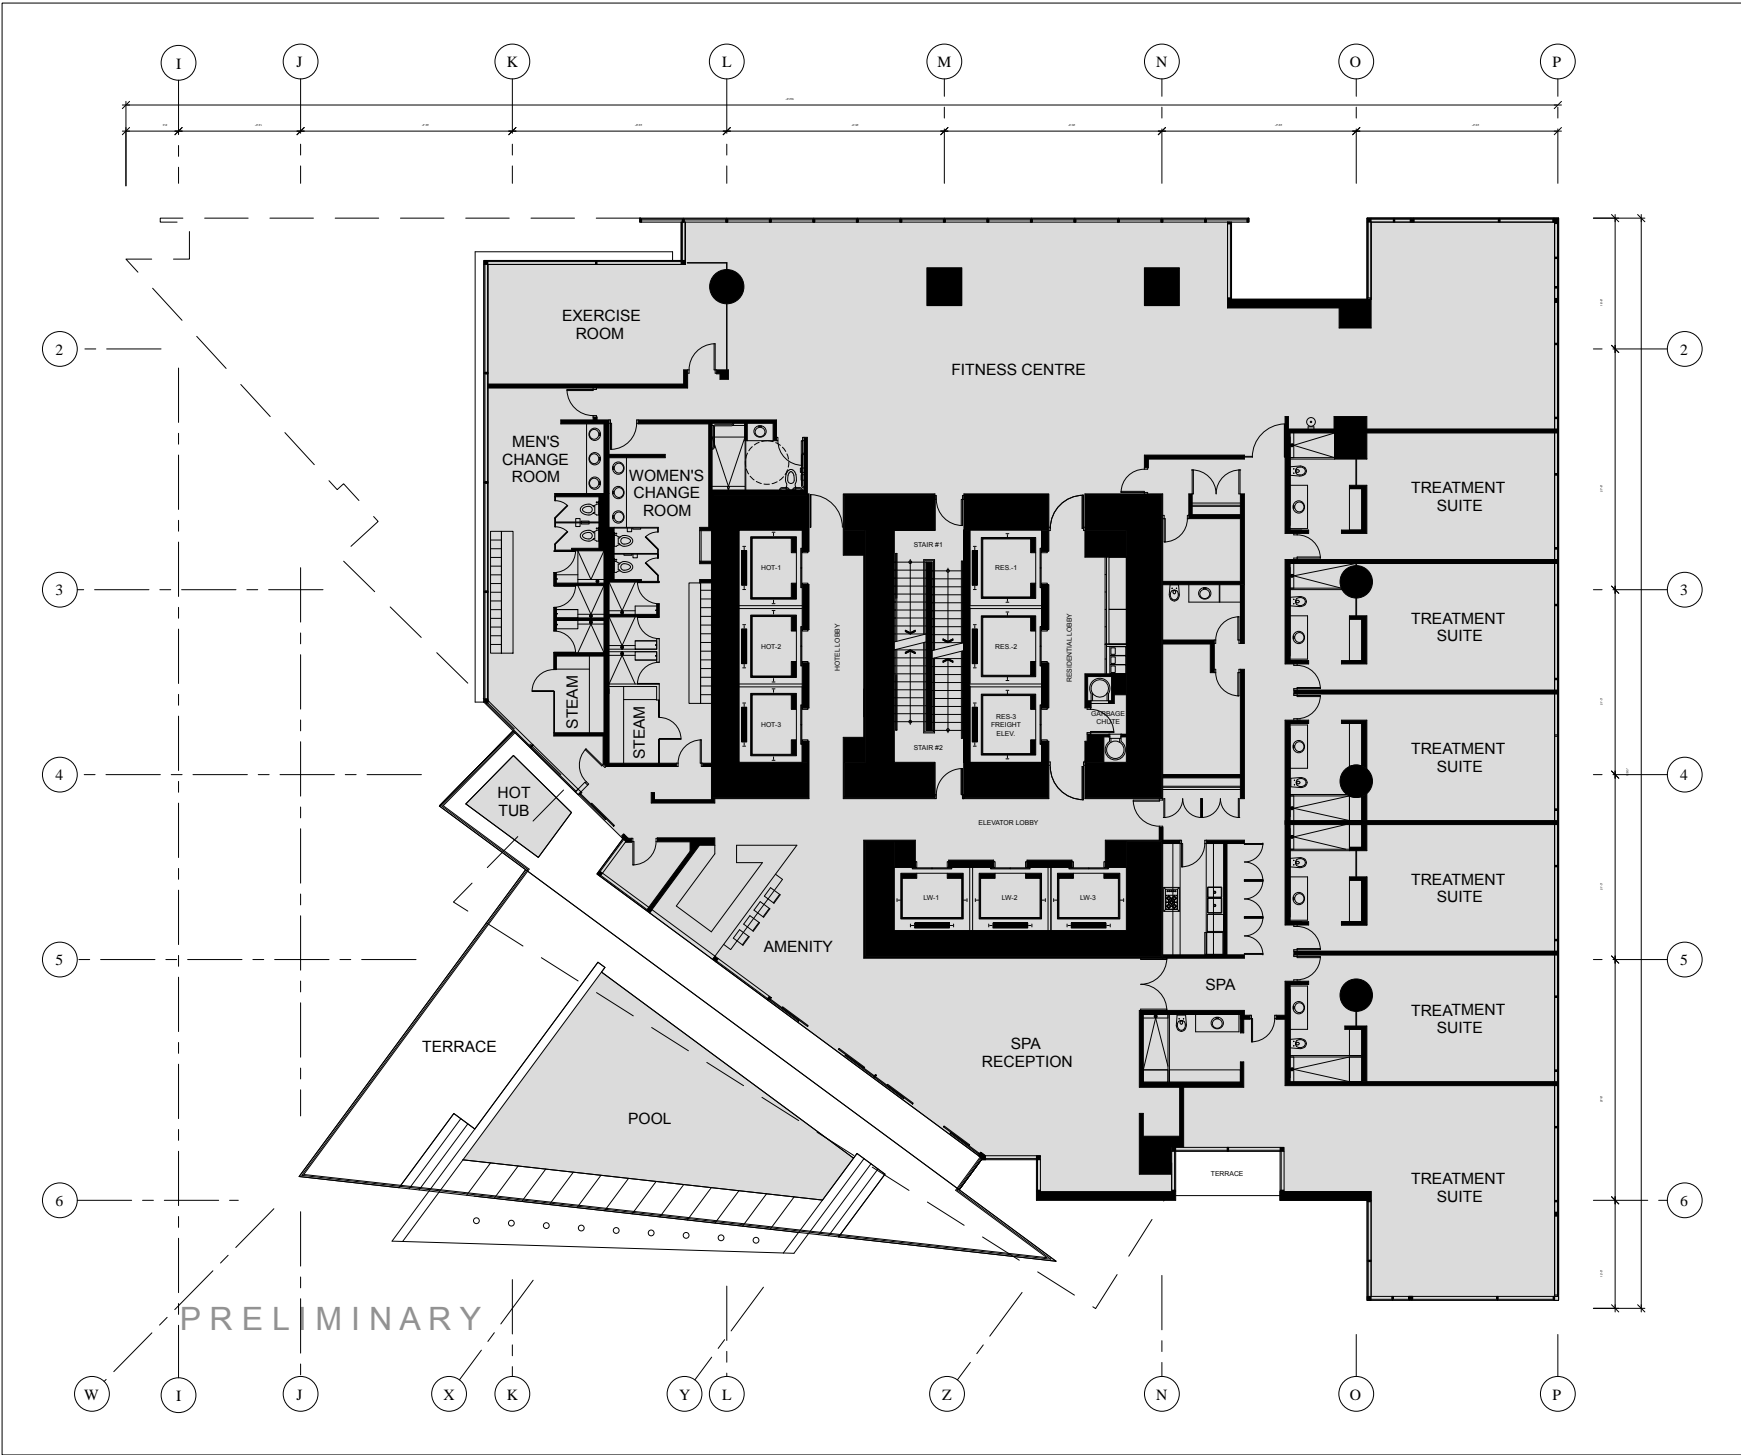 I J K L M N O P
EXERCISE
ROOM
2
FITNESS CENTRE
2
MEN'S
CHANGE
ROOM
WOMEN'S
CHANGE
ROOM
TREATMENT
SUITE
STAIR #1
HOT-1
RES.-1
3
3
TREATMENT
SUITE
HOT-2
HOTEL LOBBY
RES.-2
RESIDENTIAL LOBBY
STEAM
STEAM
HOT-3
RES-3
FREIGHT
ELEV.
GARBAGE
CHUTE
STAIR #2
TREATMENT
SUITE
4
4
HOT
TUB
ELEVATOR LOBBY
LW-1
LW-2
LW-3
TREATMENT
SUITE
AMENITY
5
5
SPA
TREATMENT
SUITE
TERRACE
SPA
RECEPTION
POOL
TERRACE
TREATMENT
SUITE
6
6
PRELIMINARY
W I J X K Y L Z N O P